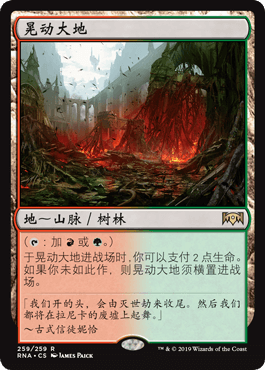 晃动大地
地～山脉 / 树林
（：加或。）
于晃动大地进战场时，你可以支付2点生命。
如果你未如此作，则晃动大地须横置进战
场。
「我们开的头，会由灭世劫来收尾。然后我们
都将在拉尼卡的废墟上起舞。」
～古式信徒妮恰
259/259 R
RNA • CS JAMES PAICK
™ & © 2019 Wizards of the Coast